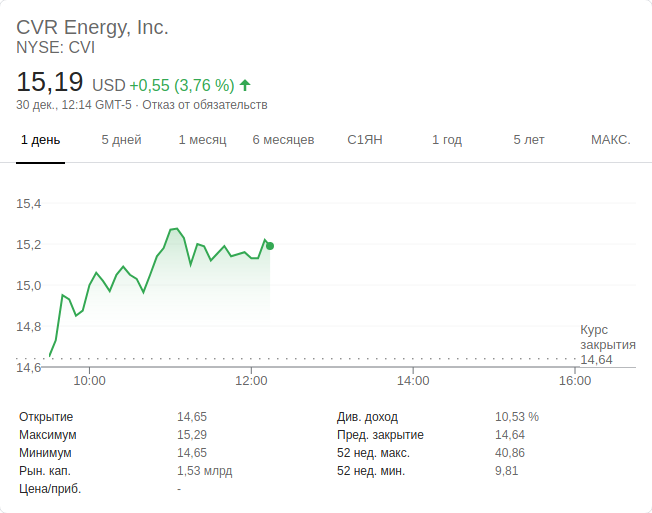 CVR Energy, Inc.
NYSE: CVI
15,19 USD +0,55 (3,76 %)
30 дек., 12:14 GMT-5 · Отказ от обязательств
1 день 5 дней 1 месяц 6 месяцев С1ЯН 1 год 5 лет МАКС.
15,4
15,2
15,0
14,8
14,6
Курс
закрытия
14,64
10:00 12:00 14:00 16:00
Открытие 14,65 Див. доход 10,53 %
Максимум 15,29 Пред. закрытие 14,64
Минимум 14,65 52 нед. макс. 40,86
Рын. кап. 1,53 млрд 52 нед. мин. 9,81
Цена/приб. -